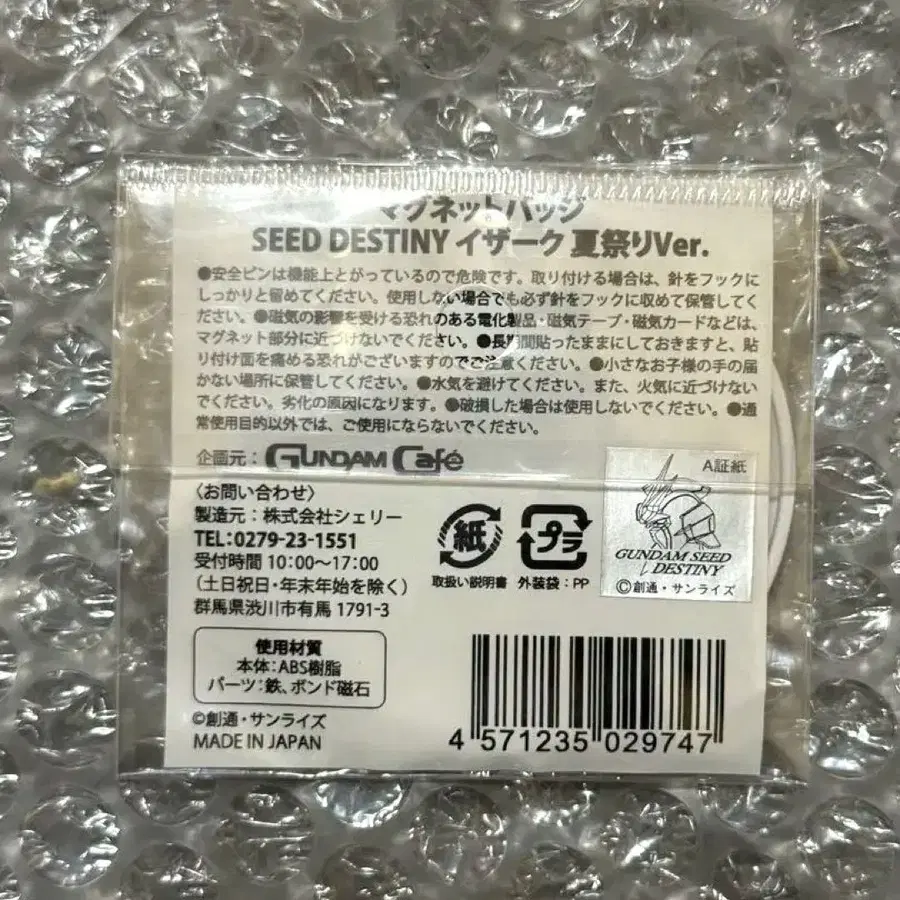 マグネットバッジ
SEED DESTINY イザーク 夏祭りVer.
●安全ピンは機能上とがっているので危険です。取り付ける場合は、針をフックに
しっかりと留めてください。使用しない場合でも必ず針をフックに収めて保管してく
ださい。●磁気の影響を受ける恐れのある電化製品・磁気テープ・磁気カードなどは、
マグネット部分に近づけないでください。●長期間貼ったままにしておきますと、貼
り付け面を痛める恐れがございますのでご注意ください。●小さなお子様の手の届
かない場所に保管してください。●水気を避けてください。また、火気に近づけない
でください。劣化の原因になります。●破損した場合は使用しないでください。●通
常使用目的以外では、ご使用にならないでください。
企画元：GUNDAM Café
〈お問い合わせ〉
製造元：株式会社シェリー
TEL:0279-23-1551
受付時間 10:00〜17:00
(土日祝日・年末年始を除く)
群馬県渋川市有馬 1791-3
紙
取扱い説明書
プラ
外装袋：PP
A証紙
GUNDAM SEED
DESTINY
©創通・サンライズ
使用材質
本体：ABS樹脂
パーツ：鉄、ボンド磁石
©創通・サンライズ
MADE IN JAPAN
4 571235 029747